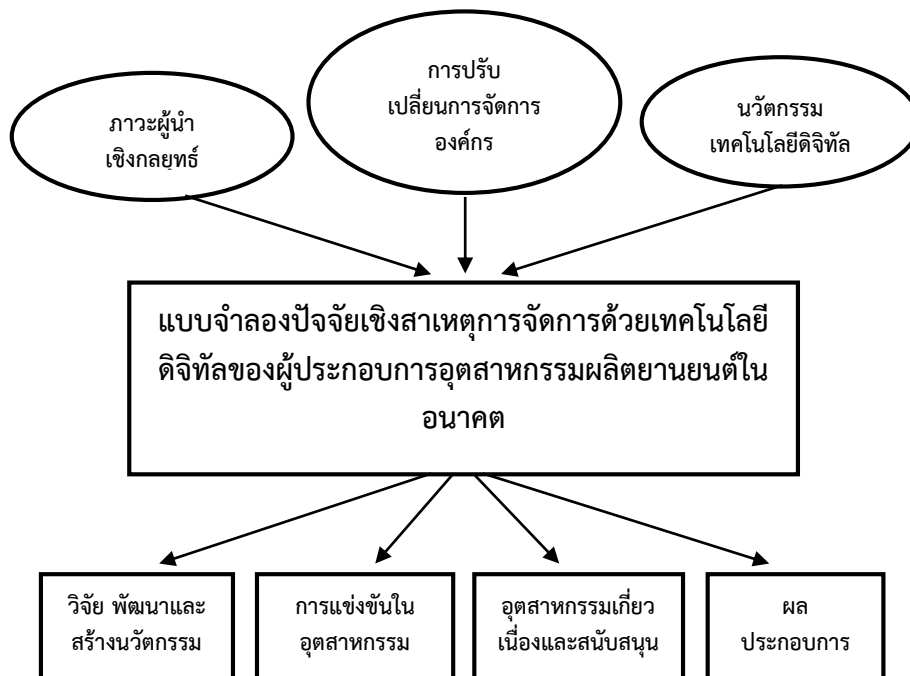 ภาวะผู้นำ
เชิงกลยุทธ์
การปรับ
เปลี่ยนการจัดการ
องค์กร
นวัตกรรม
เทคโนโลยีดิจิทัล
แบบจำลองปัจจัยเชิงสาเหตุการจัดการด้วยเทคโนโลยี
ดิจิทัลของผู้ประกอบการอุตสาหกรรมผลิตยานยนต์ใน
อนาคต
วิจัย พัฒนาและ
สร้างนวัตกรรม
การแข่งขันใน
อุตสาหกรรม
อุตสาหกรรมเกี่ยว
เนื่องและสนับสนุน
ผล
ประกอบการ